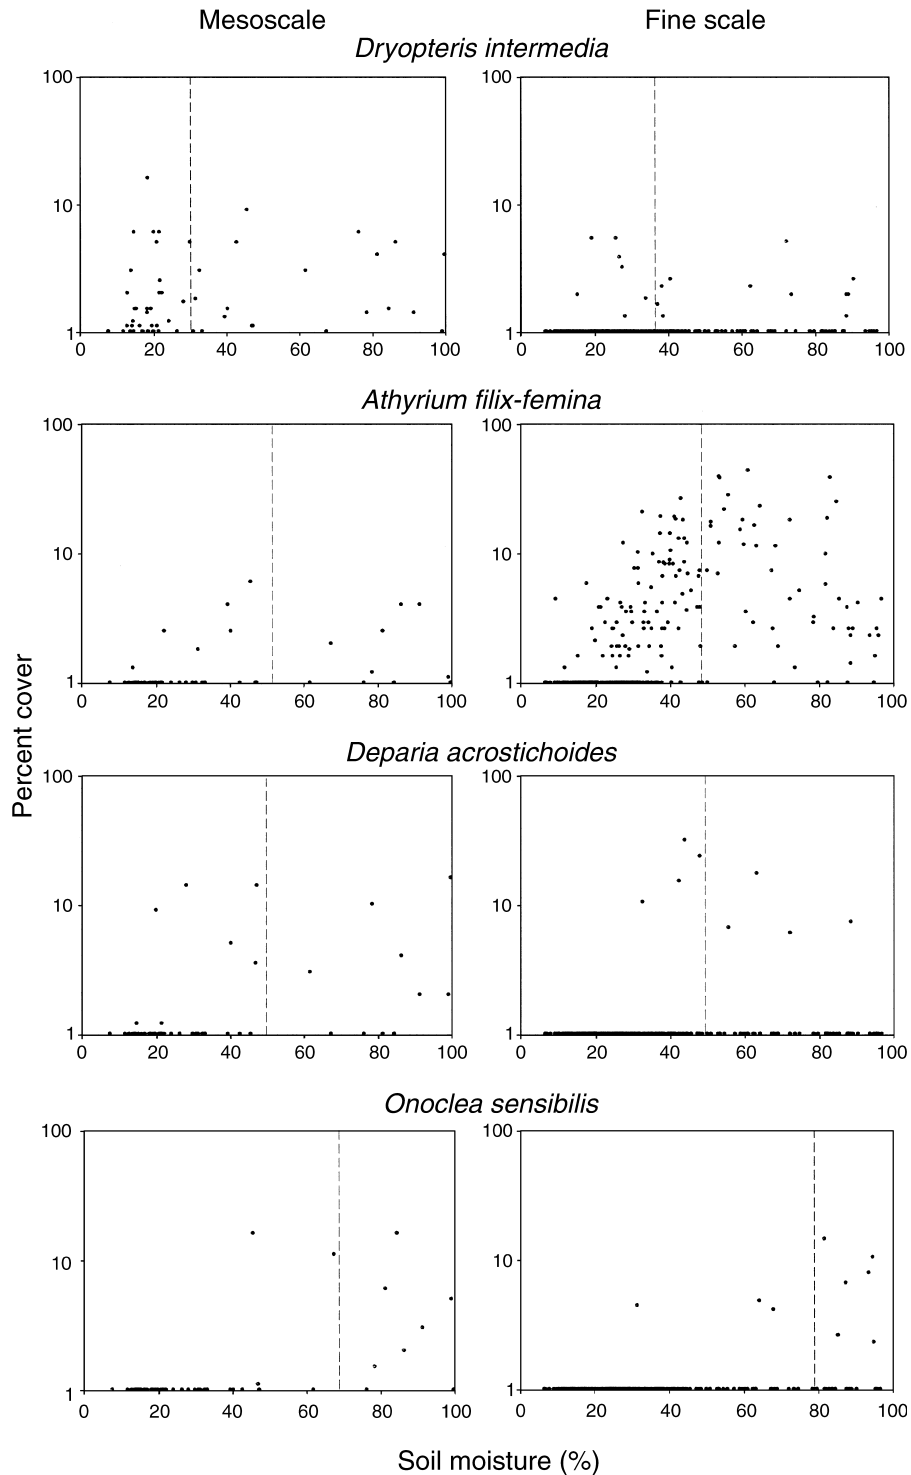 Mesoscale Fine scale
Dryopteris intermedia
100 100
10 10
1 1
0 20 40 60 80 100 0 20 40 60 80 100
Athyrium filix-femina
100 100
10 10
1 1
0 20 40 60 80 100 0 20 40 60 80 100
Percent cover
Deparia acrostichoides
100 100
10 10
1 1
0 20 40 60 80 100 0 20 40 60 80 100
Onoclea sensibilis
100 100
10 10
1 1
0 20 40 60 80 100 0 20 40 60 80 100
Soil moisture (%)